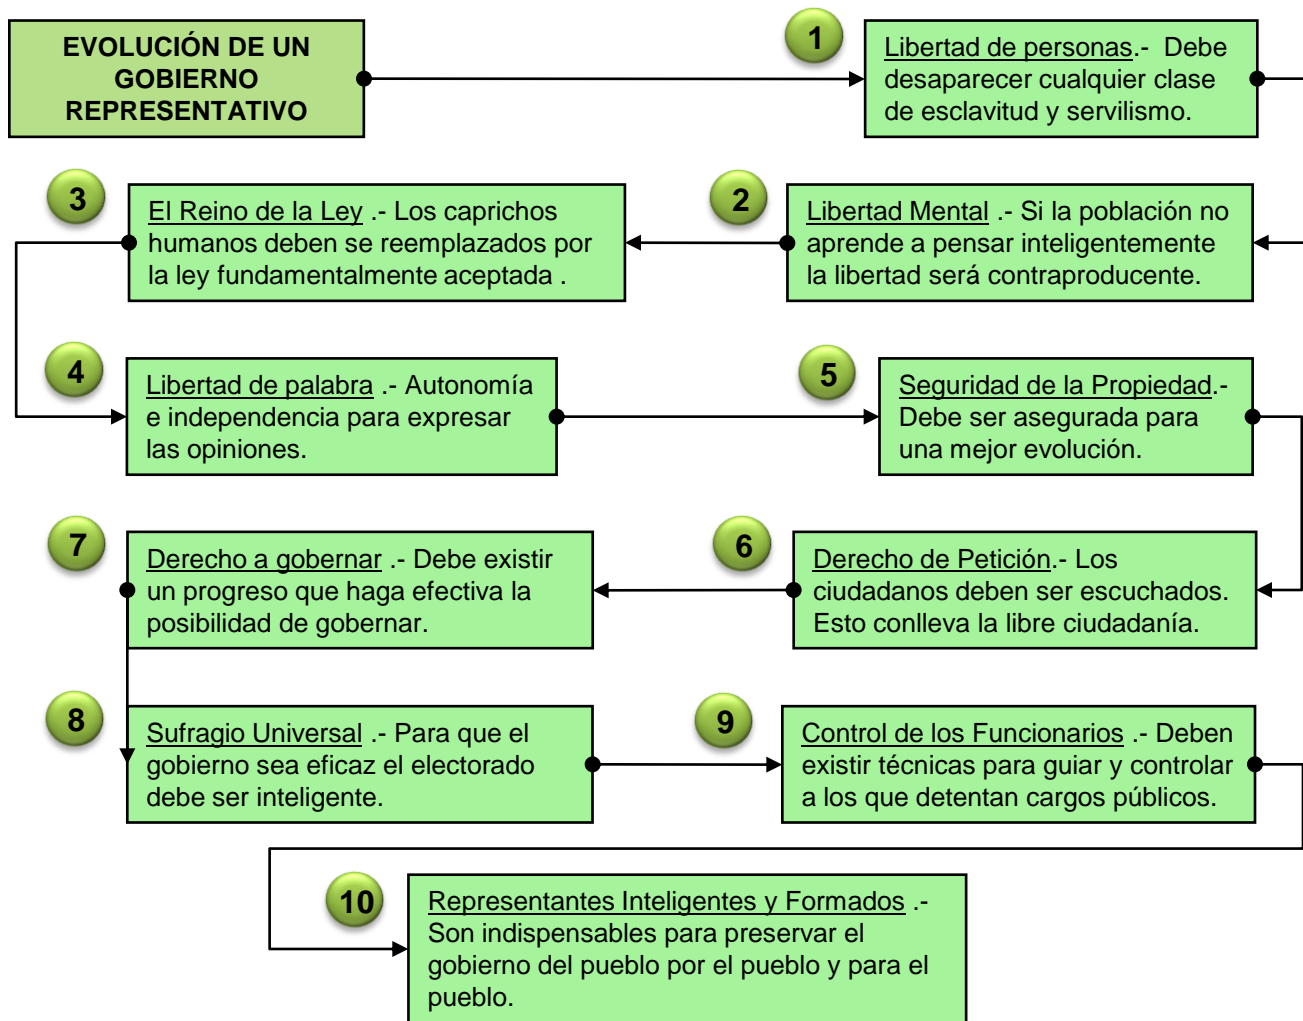 EVOLUCIÓN DE UN
GOBIERNO
REPRESENTATIVO
1
Libertad de personas.- Debe
desaparecer cualquier clase
de esclavitud y servilismo.
2
Libertad Mental .- Si la población no
aprende a pensar inteligentemente
la libertad será contraproducente.
3
El Reino de la Ley .- Los caprichos
humanos deben se reemplazados por
la ley fundamentalmente aceptada .
4
Libertad de palabra .- Autonomía
e independencia para expresar
las opiniones.
5
Seguridad de la Propiedad.-
Debe ser asegurada para
una mejor evolución.
6
Derecho de Petición.- Los
ciudadanos deben ser escuchados.
Esto conlleva la libre ciudadanía.
7
Derecho a gobernar .- Debe existir
un progreso que haga efectiva la
posibilidad de gobernar.
8
Sufragio Universal .- Para que el
gobierno sea eficaz el electorado
debe ser inteligente.
9
Control de los Funcionarios .- Deben
existir técnicas para guiar y controlar
a los que detentan cargos públicos.
10
Representantes Inteligentes y Formados .-
Son indispensables para preservar el
gobierno del pueblo por el pueblo y para el
pueblo.